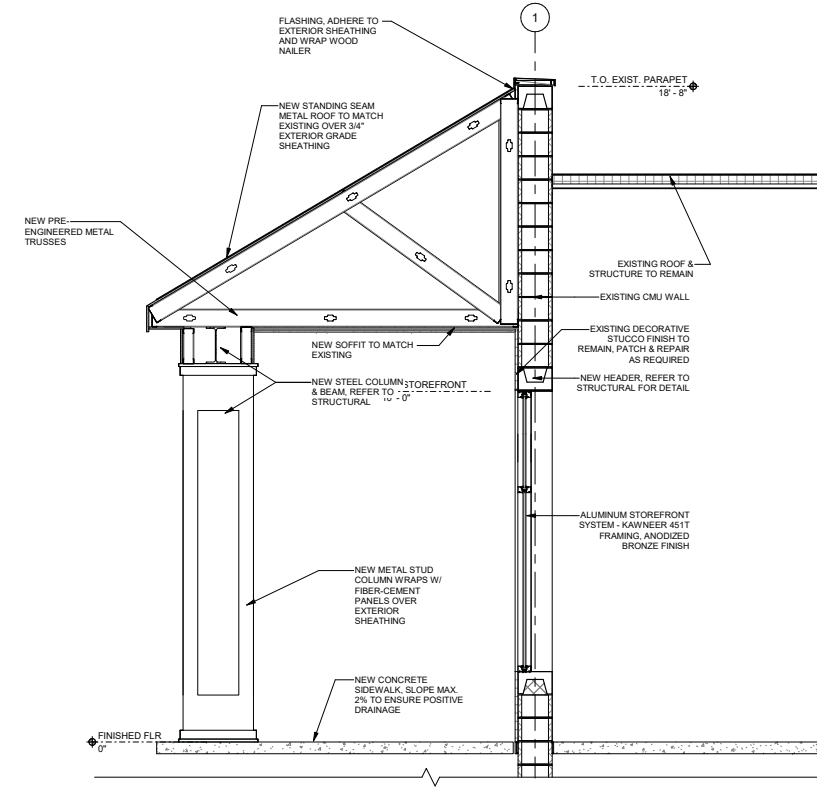 FLASHING, ADHERE TO
EXTERIOR SHEATHING
AND WRAP WOOD
NAILER
1
T.O. EXIST. PARAPET
18' - 8"
NEW STANDING SEAM
METAL ROOF TO MATCH
EXISTING OVER 3/4"
EXTERIOR GRADE
SHEATHING
NEW PRE-
ENGINEERED METAL
TRUSSES
EXISTING ROOF &
STRUCTURE TO REMAIN
EXISTING CMU WALL
NEW SOFFIT TO MATCH
EXISTING
EXISTING DECORATIVE
STUCCO FINISH TO
REMAIN, PATCH & REPAIR
AS REQUIRED
NEW STEEL COLUMN
& BEAM, REFER TO
STRUCTURAL
STOREFRONT
- 0"
NEW HEADER, REFER TO
STRUCTURAL FOR DETAIL
ALUMINUM STOREFRONT
SYSTEM - KAWNEER 451T
FRAMING, ANODIZED
BRONZE FINISH
NEW METAL STUD
COLUMN WRAPS W/
FIBER-CEMENT
PANELS OVER
EXTERIOR
SHEATHING
NEW CONCRETE
SIDEWALK, SLOPE MAX.
2% TO ENSURE POSITIVE
DRAINAGE
FINISHED FLR
0"